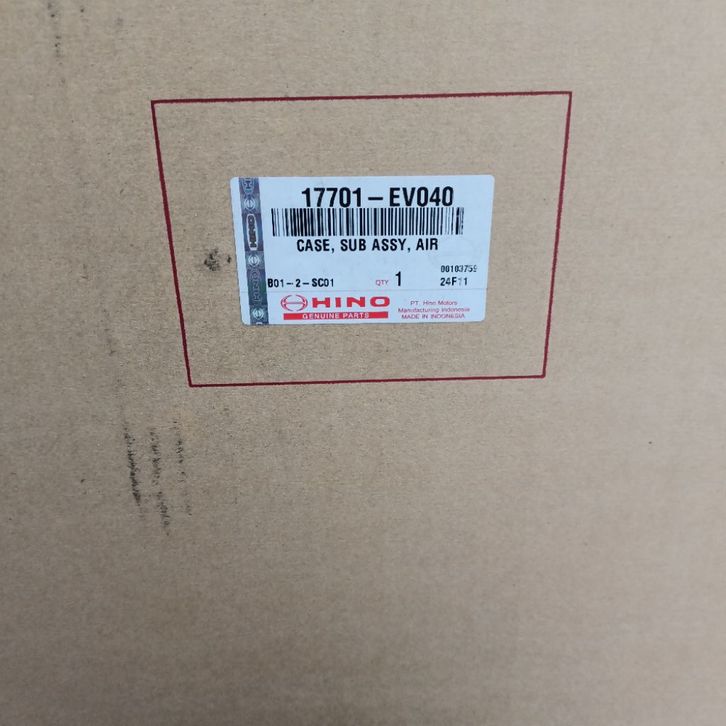 17701-EV040
CASE, SUB ASSY, AIR
00103759
B01-2-SC01
QTY 1
24F11
HINO
GENUINE PARTS
PT. Hino Motors
Manufacturing Indonesia
MADE IN INDONESIA
HINO